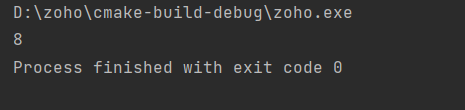 D:\zoho\cmake-build-debug\zoho.exe
8
Process finished with exit code 0